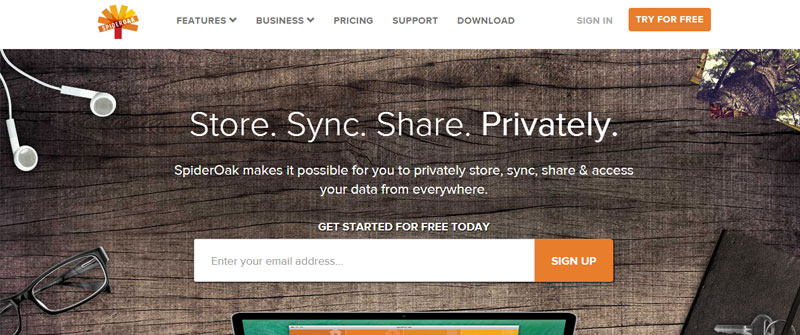 SPIDEROAK
FEATURES BUSINESS PRICING SUPPORT DOWNLOAD SIGN IN TRY FOR FREE
Store. Sync. Share. Privately.
SpiderOak makes it possible for you to privately store, sync, share & access
your data from everywhere.
GET STARTED FOR FREE TODAY
Enter your email address... SIGN UP